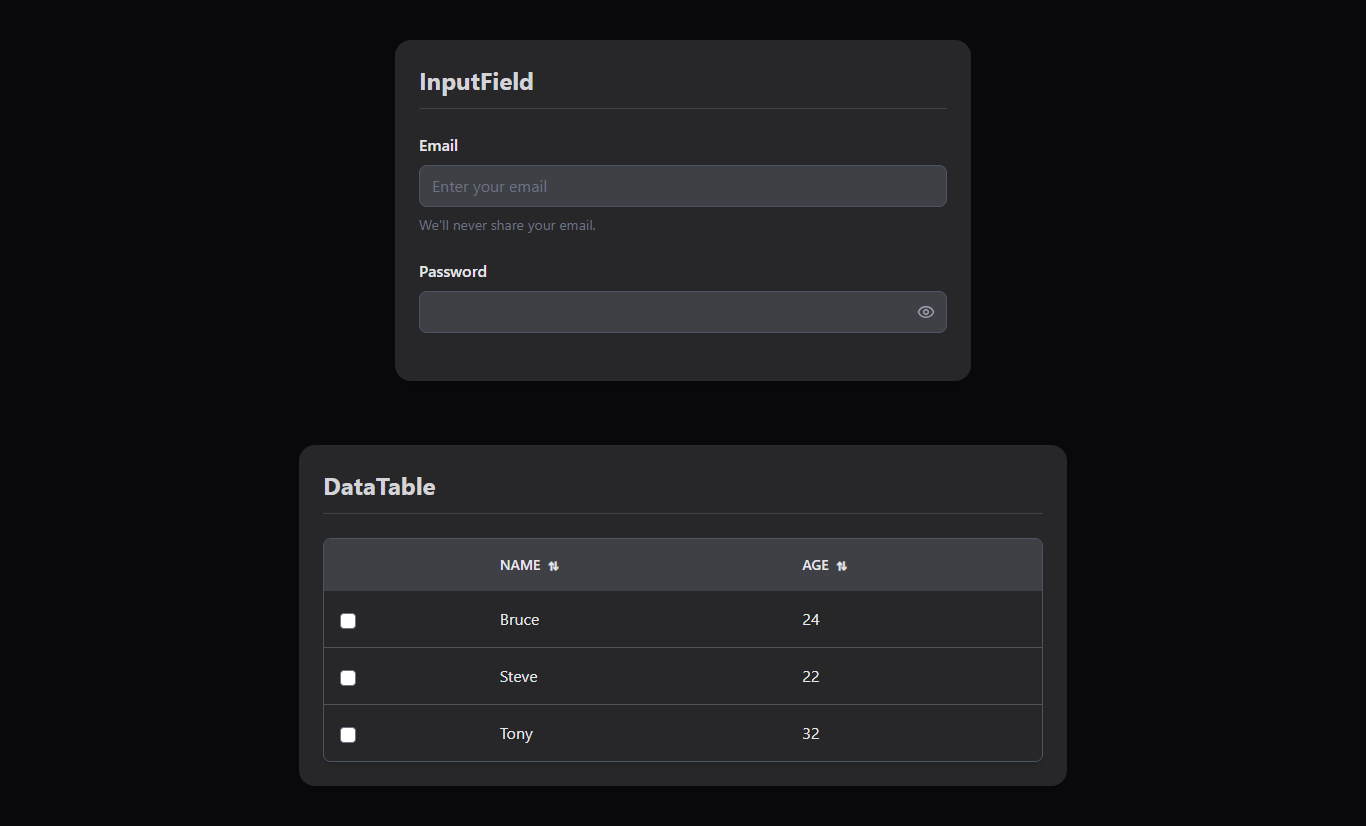 InputField
Email
Enter your email
We'll never share your email.
Password
DataTable
NAME ⇅ AGE ⇅
Bruce 24
Steve 22
Tony 32